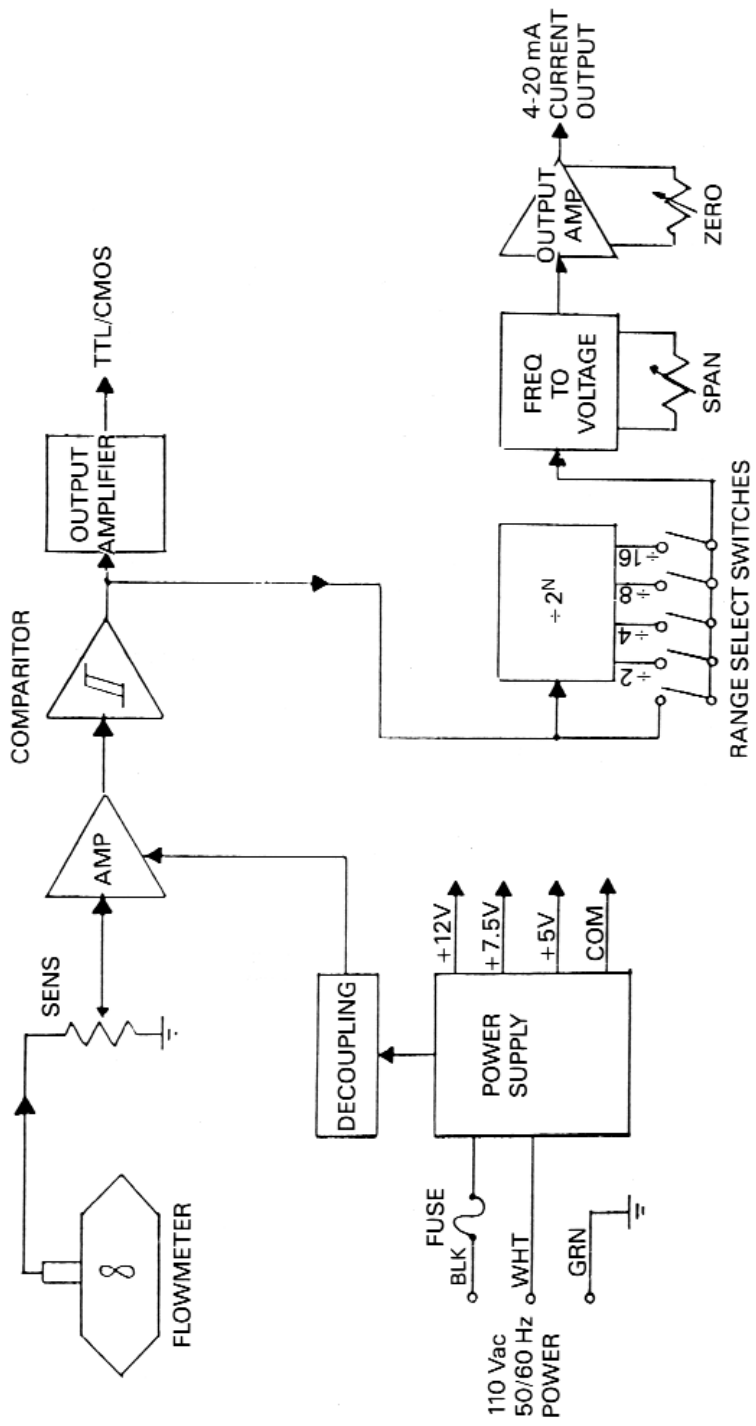 FLOWMETER
SENS
AMP
COMPARITOR
OUTPUT
AMPLIFIER
TTL/CMOS
110 Vac
50/60 Hz
POWER
BLK
FUSE
WHT
GRN
DECOUPLING
POWER
SUPPLY
+12V
+7.5V
+5V
COM
÷2ᴺ
÷2
÷4
÷8
÷16
RANGE SELECT SWITCHES
FREQ
TO
VOLTAGE
SPAN
OUTPUT
AMP
ZERO
4-20 mA
CURRENT
OUTPUT